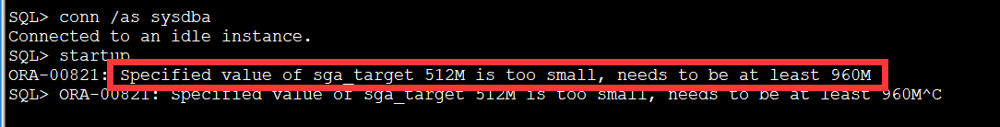 SQL> conn /as sysdba
Connected to an idle instance.
SQL> startup
ORA-00821: Specified value of sga_target 512M is too small, needs to be at least 960M
SQL> ORA-00821: Specified value of sga_target 512M is too small, needs to be at least 960M^C